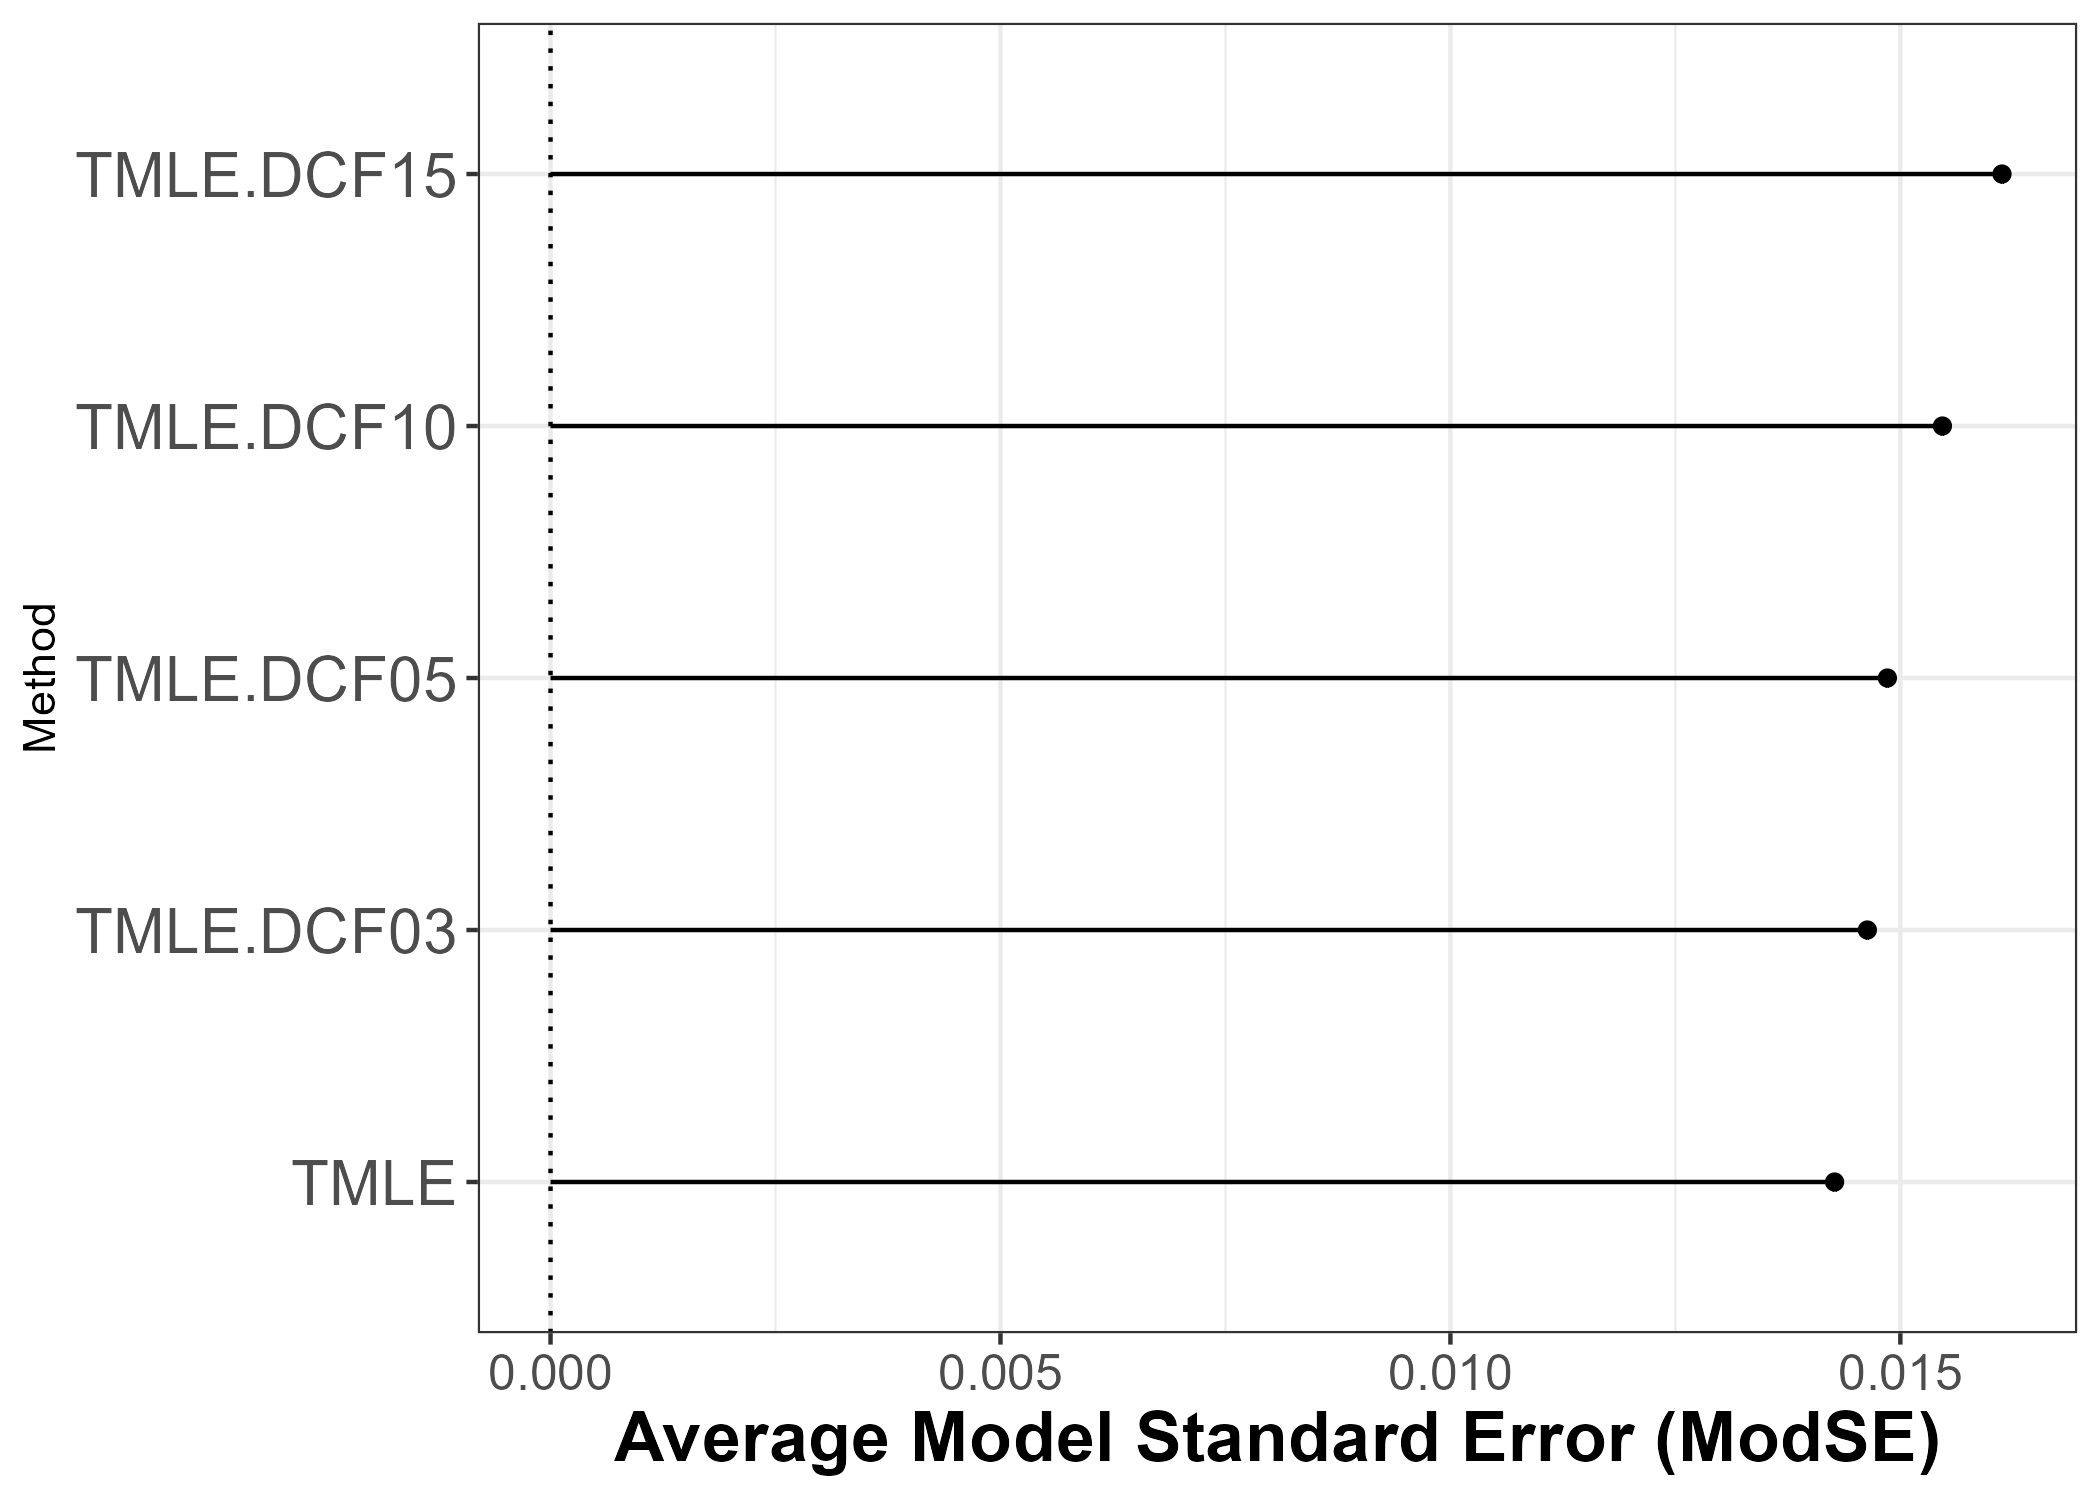 Method
TMLE.DCF15
TMLE.DCF10
TMLE.DCF05
TMLE.DCF03
TMLE
0.000 0.005 0.010 0.015
Average Model Standard Error (ModSE)